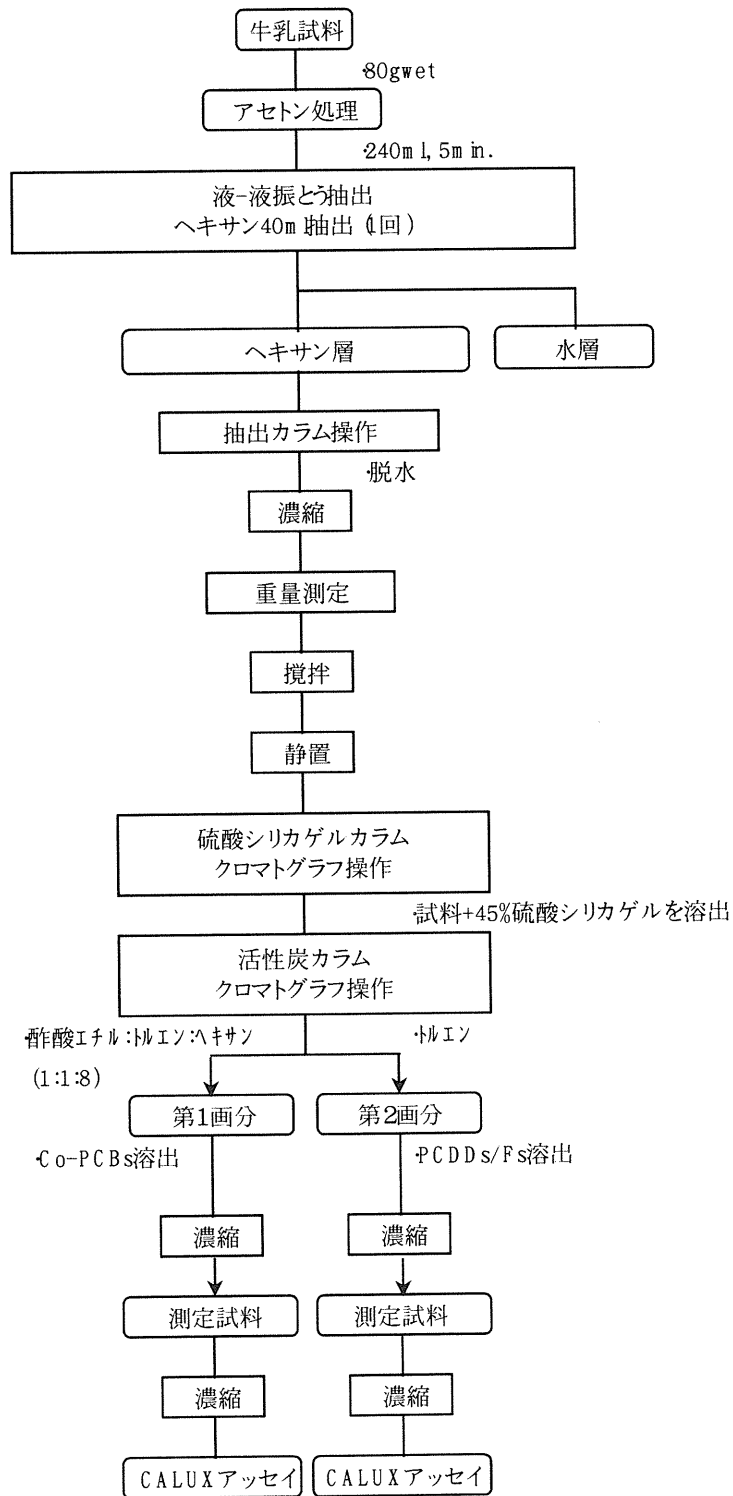 牛乳試料
・80gwet
アセトン処理
・240ml,5min.
液-液振とう抽出
ヘキサン40ml抽出(1回)
ヘキサン層
水層
抽出カラム操作
・脱水
濃縮
重量測定
攪拌
静置
硫酸シリカゲルカラム
クロマトグラフ操作
・試料+45%硫酸シリカゲルを溶出
活性炭カラム
クロマトグラフ操作
・酢酸エチル:トルエン:ヘキサン
(1:1:8)
・トルエン
第1画分
第2画分
・Co-PCBs溶出
・PCDDs/Fs溶出
濃縮
濃縮
測定試料
測定試料
濃縮
濃縮
CALUXアッセイ
CALUXアッセイ